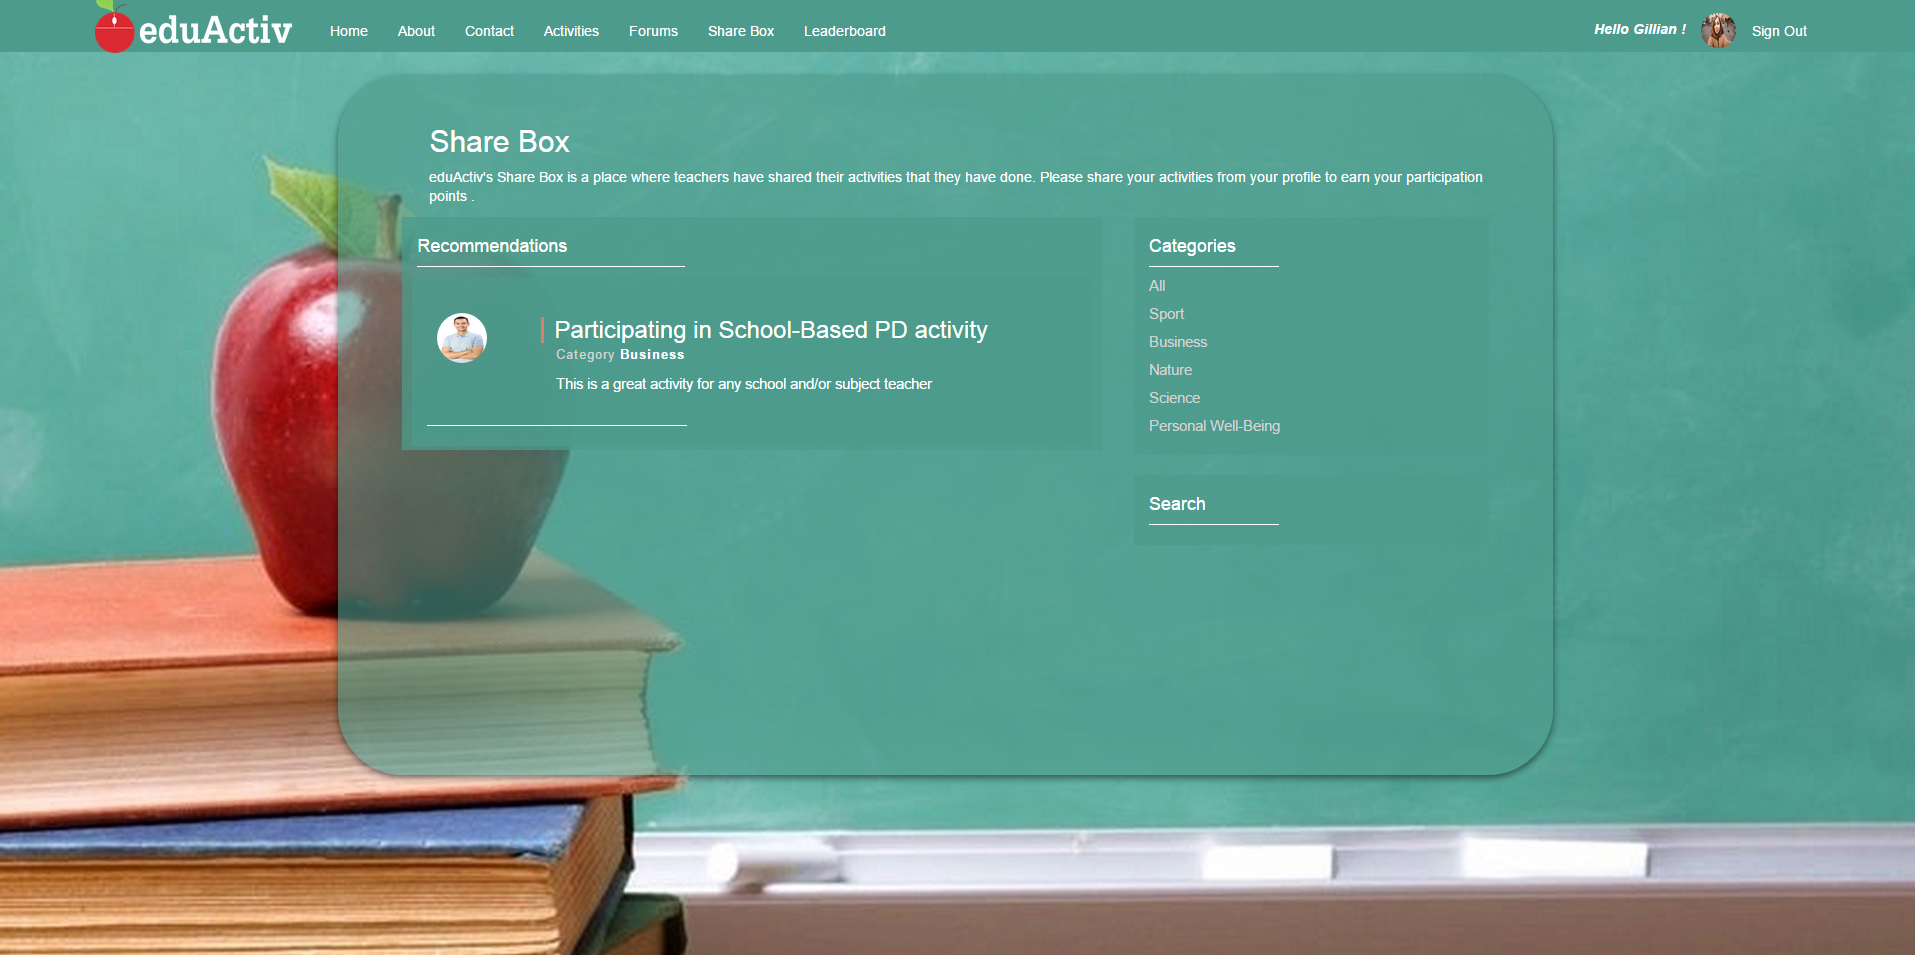 eduActiv
Home About Contact Activities Forums Share Box Leaderboard
Hello Gillian ! Sign Out
Share Box
eduActiv's Share Box is a place where teachers have shared their activities that they have done. Please share your activities from your profile to earn your participation
points .
Recommendations
Participating in School-Based PD activity
Category Business
This is a great activity for any school and/or subject teacher
Categories
All
Sport
Business
Nature
Science
Personal Well-Being
Search